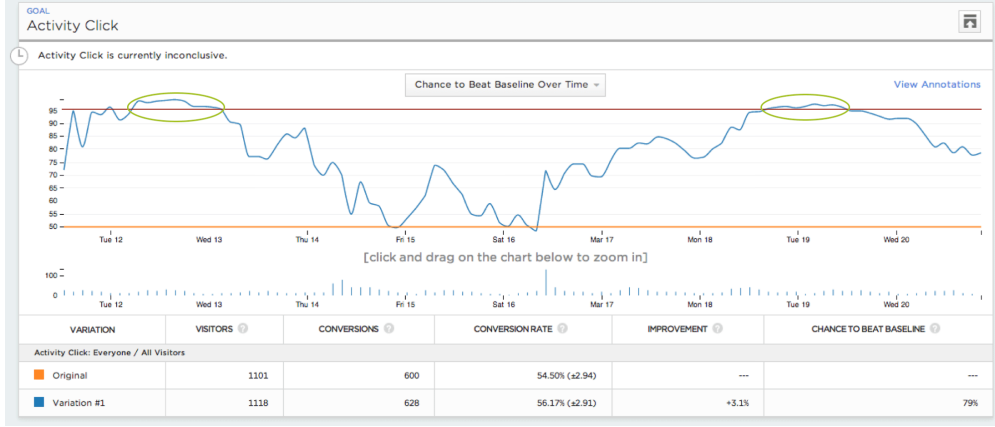 GOAL
Activity Click
Activity Click is currently inconclusive.
Chance to Beat Baseline Over Time
View Annotations
95
90
85
80
75
70
65
60
55
50
Tue 12 Wed 13 Thu 14 Fri 15 Sat 16 Mar 17 Mon 18 Tue 19 Wed 20
[click and drag on the chart below to zoom in]
100
0
Tue 12 Wed 13 Thu 14 Fri 15 Sat 16 Mar 17 Mon 18 Tue 19 Wed 20
VARIATION VISITORS ? CONVERSIONS ? CONVERSION RATE ? IMPROVEMENT ? CHANCE TO BEAT BASELINE ?
Activity Click: Everyone / All Visitors
Original 1101 600 54.50% (±2.94) --- ---
Variation #1 1118 628 56.17% (±2.91) +3.1% 79%